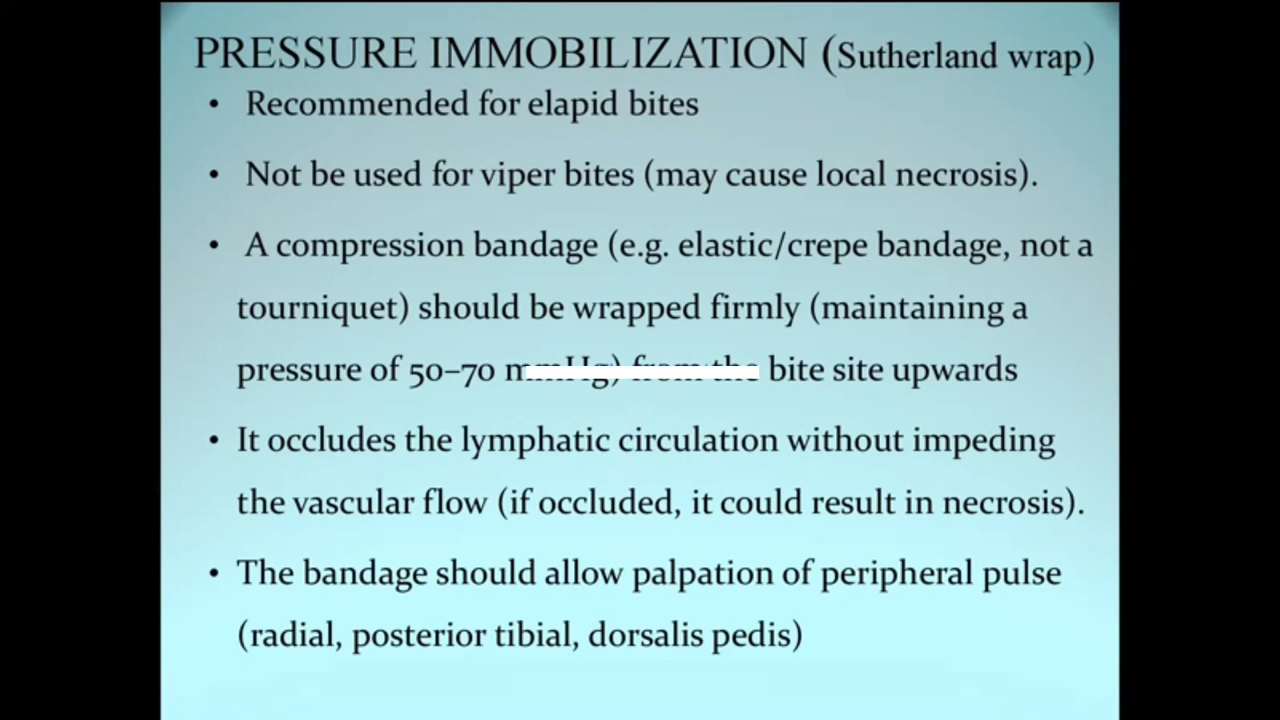 PRESSURE IMMOBILIZATION (Sutherland wrap)
• Recommended for elapid bites
• Not be used for viper bites (may cause local necrosis).
• A compression bandage (e.g. elastic/crepe bandage, not a
tourniquet) should be wrapped firmly (maintaining a
pressure of 50–70 mmHg) from the bite site upwards
• It occludes the lymphatic circulation without impeding
the vascular flow (if occluded, it could result in necrosis).
• The bandage should allow palpation of peripheral pulse
(radial, posterior tibial, dorsalis pedis)